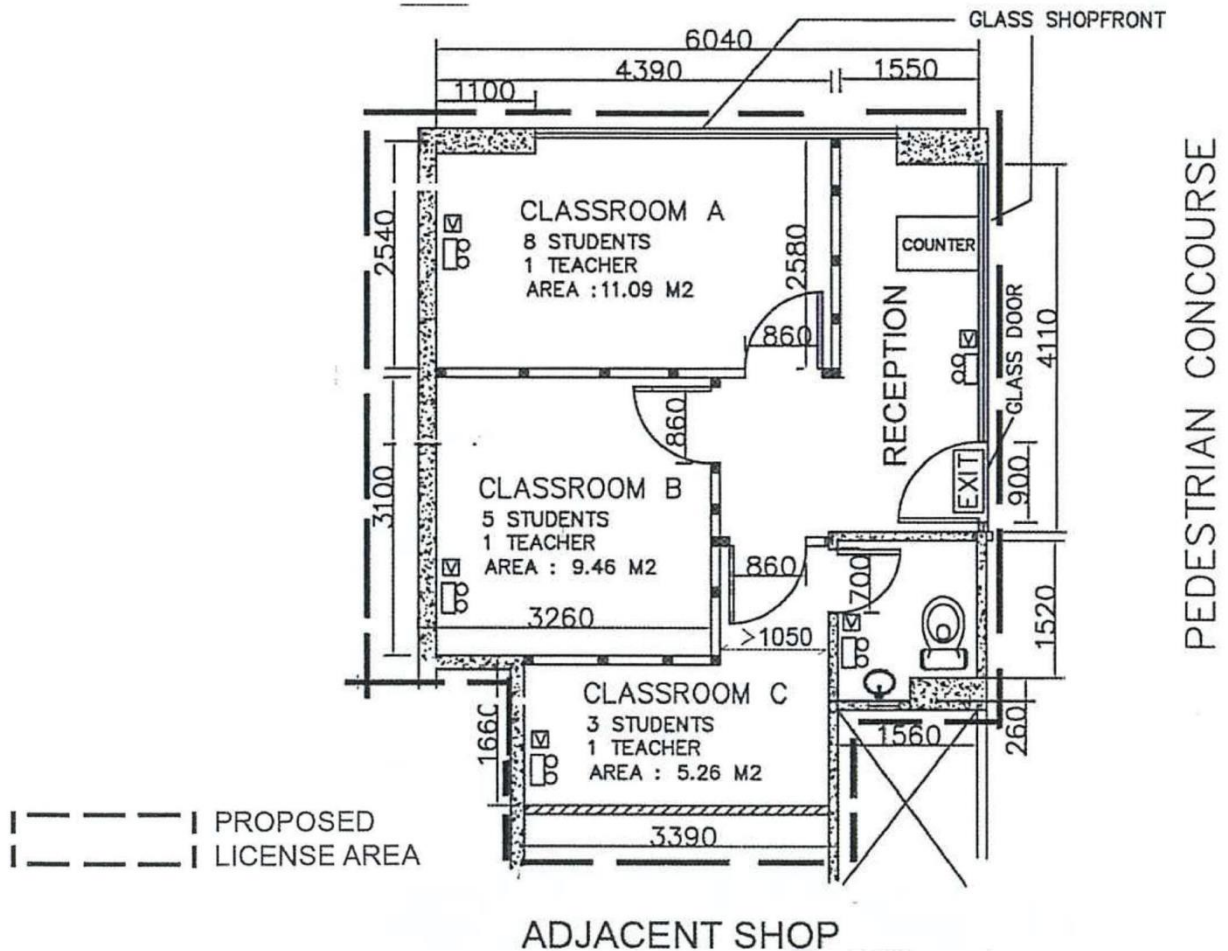 GLASS SHOPFRONT
6040
4390
1550
1100
CLASSROOM A
8 STUDENTS
1 TEACHER
AREA :11.09 M2
V
2540
2580
860
COUNTER
RECEPTION
V
GLASS DOOR
4110
PEDESTRIAN CONCOURSE
860
CLASSROOM B
5 STUDENTS
1 TEACHER
AREA : 9.46 M2
V
3100
3260
EXIT
900
860
700
V
>1050
1520
CLASSROOM C
3 STUDENTS
1 TEACHER
AREA : 5.26 M2
V
1660
1560
260
3390
PROPOSED
LICENSE AREA
ADJACENT SHOP